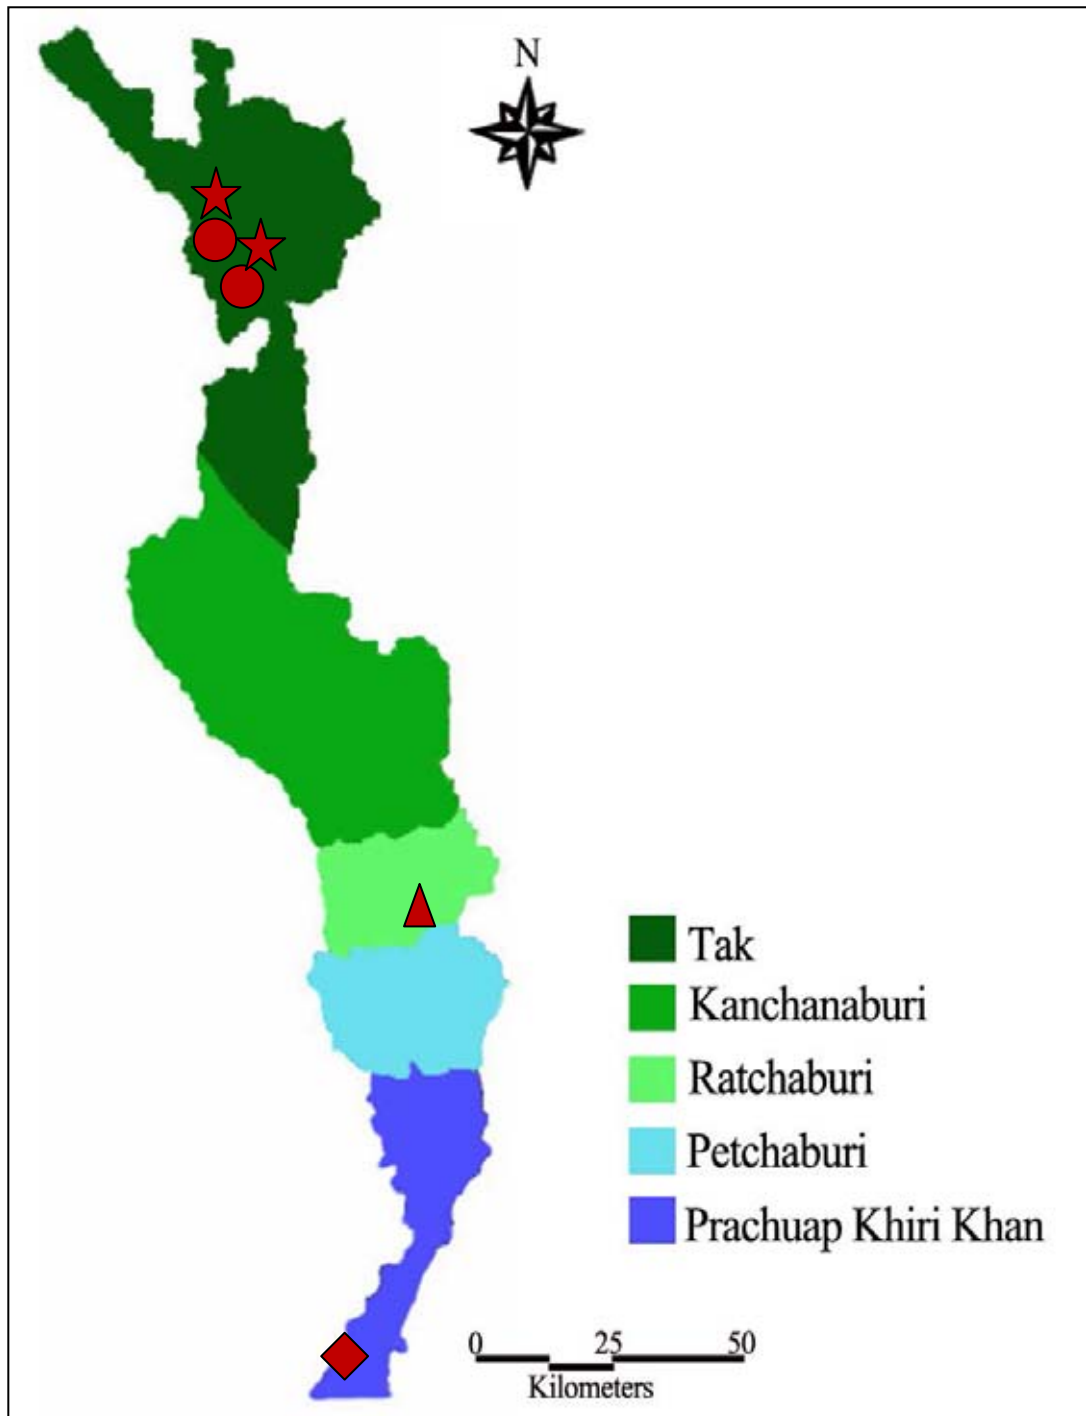 N
Tak
Kanchanaburi
Ratchaburi
Petchaburi
Prachuap Khiri Khan
0 25 50
Kilometers